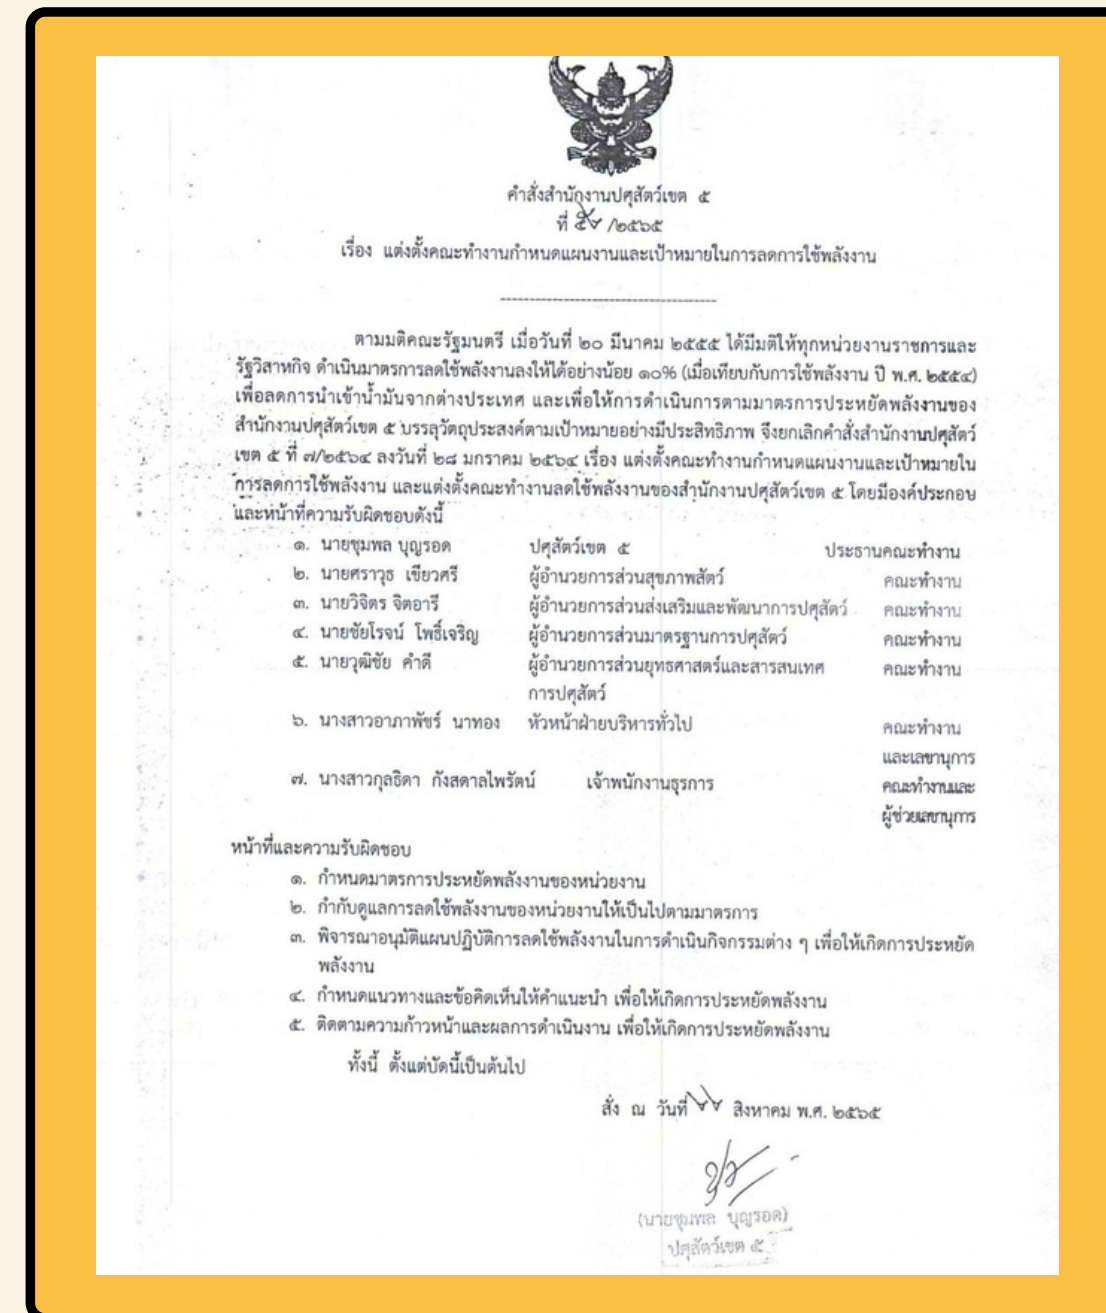 คำสั่งสำนักงานปศุสัตว์เขต ๕
ที่ /๒๕๖๕
เรื่อง แต่งตั้งคณะทำงานกำหนดแผนงานและเป้าหมายในการลดการใช้พลังงาน
ตามมติคณะรัฐมนตรี เมื่อวันที่ ๒๐ มีนาคม ๒๕๕๕ ได้มีมติให้ทุกหน่วยงานราชการและ
รัฐวิสาหกิจ ดำเนินมาตรการลดใช้พลังงานลงให้ได้อย่างน้อย ๑๐% (เมื่อเทียบกับการใช้พลังงาน ปี พ.ศ. ๒๕๕๔)
เพื่อลดการนำเข้าน้ำมันจากต่างประเทศ และเพื่อให้การดำเนินการตามมาตรการประหยัดพลังงานของ
สำนักงานปศุสัตว์เขต ๕ บรรลุวัตถุประสงค์ตามเป้าหมายอย่างมีประสิทธิภาพ จึงยกเลิกคำสั่งสำนักงานปศุสัตว์
เขต ๕ ที่ ๗/๒๕๖๔ ลงวันที่ ๒๘ มกราคม ๒๕๖๔ เรื่อง แต่งตั้งคณะทำงานกำหนดแผนงานและเป้าหมายใน
การลดการใช้พลังงาน และแต่งตั้งคณะทำงานลดใช้พลังงานของสำนักงานปศุสัตว์เขต ๕ โดยมีองค์ประกอบ
และหน้าที่ความรับผิดชอบดังนี้
๑. นายชุมพล บุญรอด ปศุสัตว์เขต ๕ ประธานคณะทำงาน
๒. นายศราวุธ เขียวศรี ผู้อำนวยการส่วนสุขภาพสัตว์ คณะทำงาน
๓. นายวิจิตร จิตอารี ผู้อำนวยการส่วนส่งเสริมและพัฒนาการปศุสัตว์ คณะทำงาน
๔. นายชัยโรจน์ โพธิ์เจริญ ผู้อำนวยการส่วนมาตรฐานการปศุสัตว์ คณะทำงาน
๕. นายวุฒิชัย คำดี ผู้อำนวยการส่วนยุทธศาสตร์และสารสนเทศ คณะทำงาน
การปศุสัตว์
๖. นางสาวอาภาพัชร์ นาทอง หัวหน้าฝ่ายบริหารทั่วไป คณะทำงาน
และเลขานุการ
๗. นางสาวกุลธิดา กังสดาลไพรัตน์ เจ้าพนักงานธุรการ คณะทำงานและ
ผู้ช่วยเลขานุการ
หน้าที่และความรับผิดชอบ
๑. กำหนดมาตรการประหยัดพลังงานของหน่วยงาน
๒. กำกับดูแลการลดใช้พลังงานของหน่วยงานให้เป็นไปตามมาตรการ
๓. พิจารณาอนุมัติแผนปฏิบัติการลดใช้พลังงานในการดำเนินกิจกรรมต่าง ๆ เพื่อให้เกิดการประหยัด
พลังงาน
๔. กำหนดแนวทางและข้อคิดเห็นให้คำแนะนำ เพื่อให้เกิดการประหยัดพลังงาน
๕. ติดตามความก้าวหน้าและผลการดำเนินงาน เพื่อให้เกิดการประหยัดพลังงาน
ทั้งนี้ ตั้งแต่บัดนี้เป็นต้นไป
สั่ง ณ วันที่ สิงหาคม พ.ศ. ๒๕๖๕
(นายชุมพล บุญรอด)
ปศุสัตว์เขต ๕